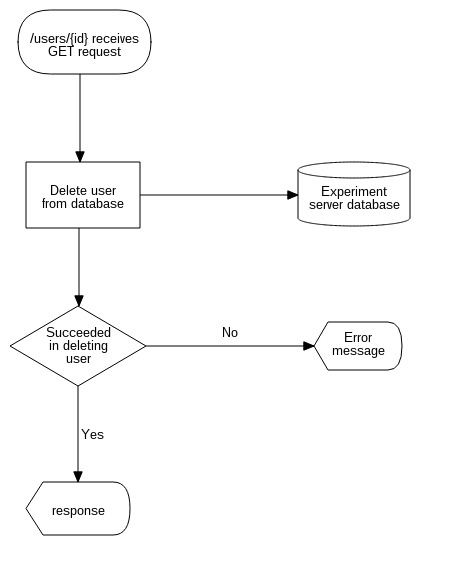 /users/{id} receives
GET request
Delete user
from database
Experiment
server database
Succeeded
in deleting
user
No
Error
message
Yes
response